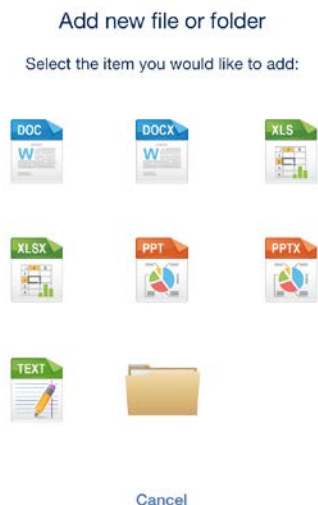 Add new file or folder
Select the item you would like to add:
DOC DOCX XLS
W W
XLSX PPT PPTX
TEXT
Cancel